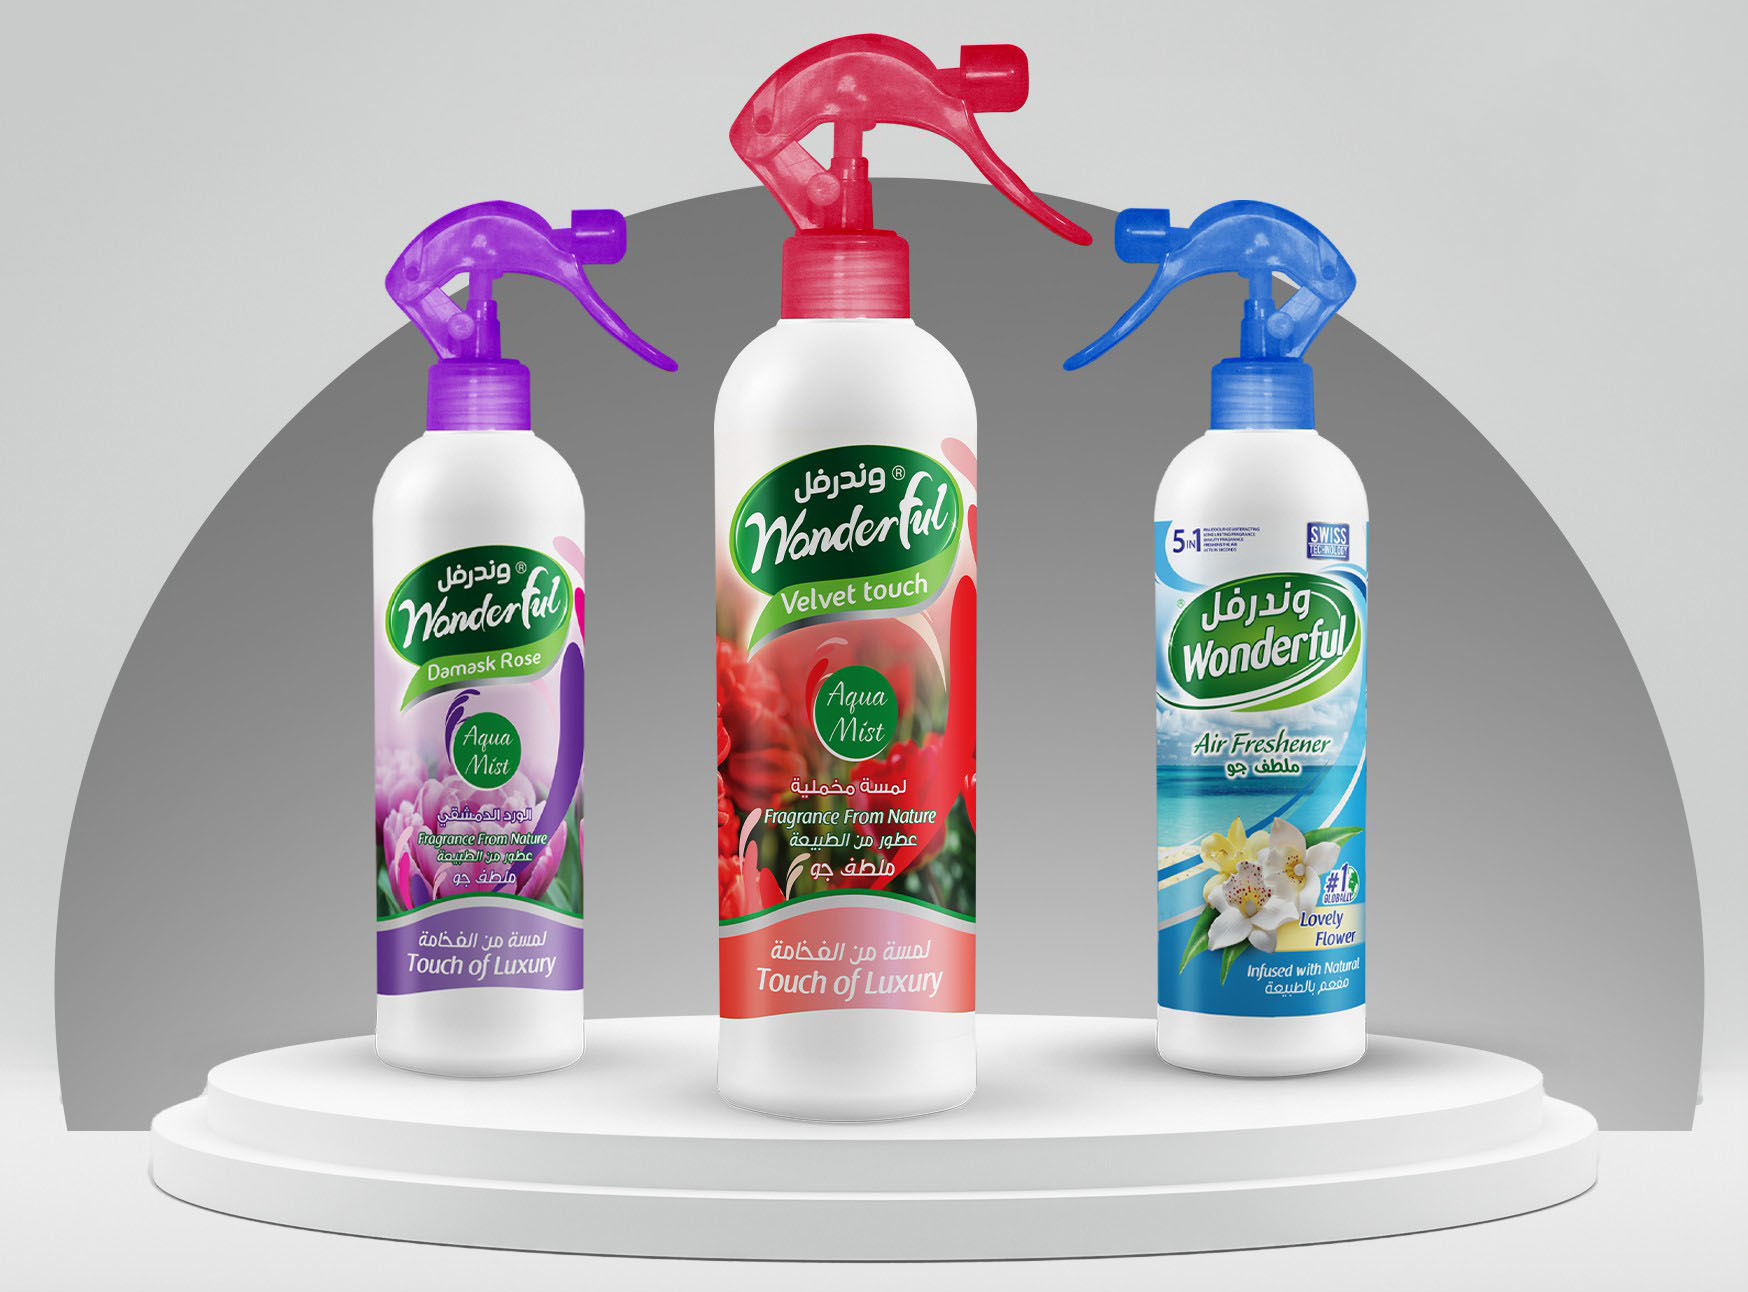 وندرفل ®
Wonderful
Damask Rose
Aqua
Mist
الورد الدمشقي
Fragrance From Nature
عطور من الطبيعة
ملطف جو
لمسة من الفخامة
Touch of Luxury
وندرفل ®
Wonderful
Velvet touch
Aqua
Mist
لمسة مخملية
Fragrance From Nature
عطور من الطبيعة
ملطف جو
لمسة من الفخامة
Touch of Luxury
5 IN 1
LONG LASTING FRAGRANCE
SWISS
TECHNOLOGY
® وندرفل
Wonderful
Air Freshener
ملطف جو
#1
GLOBALLY
Lovely
Flower
Infused with Natural
مفعم بالطبيعة